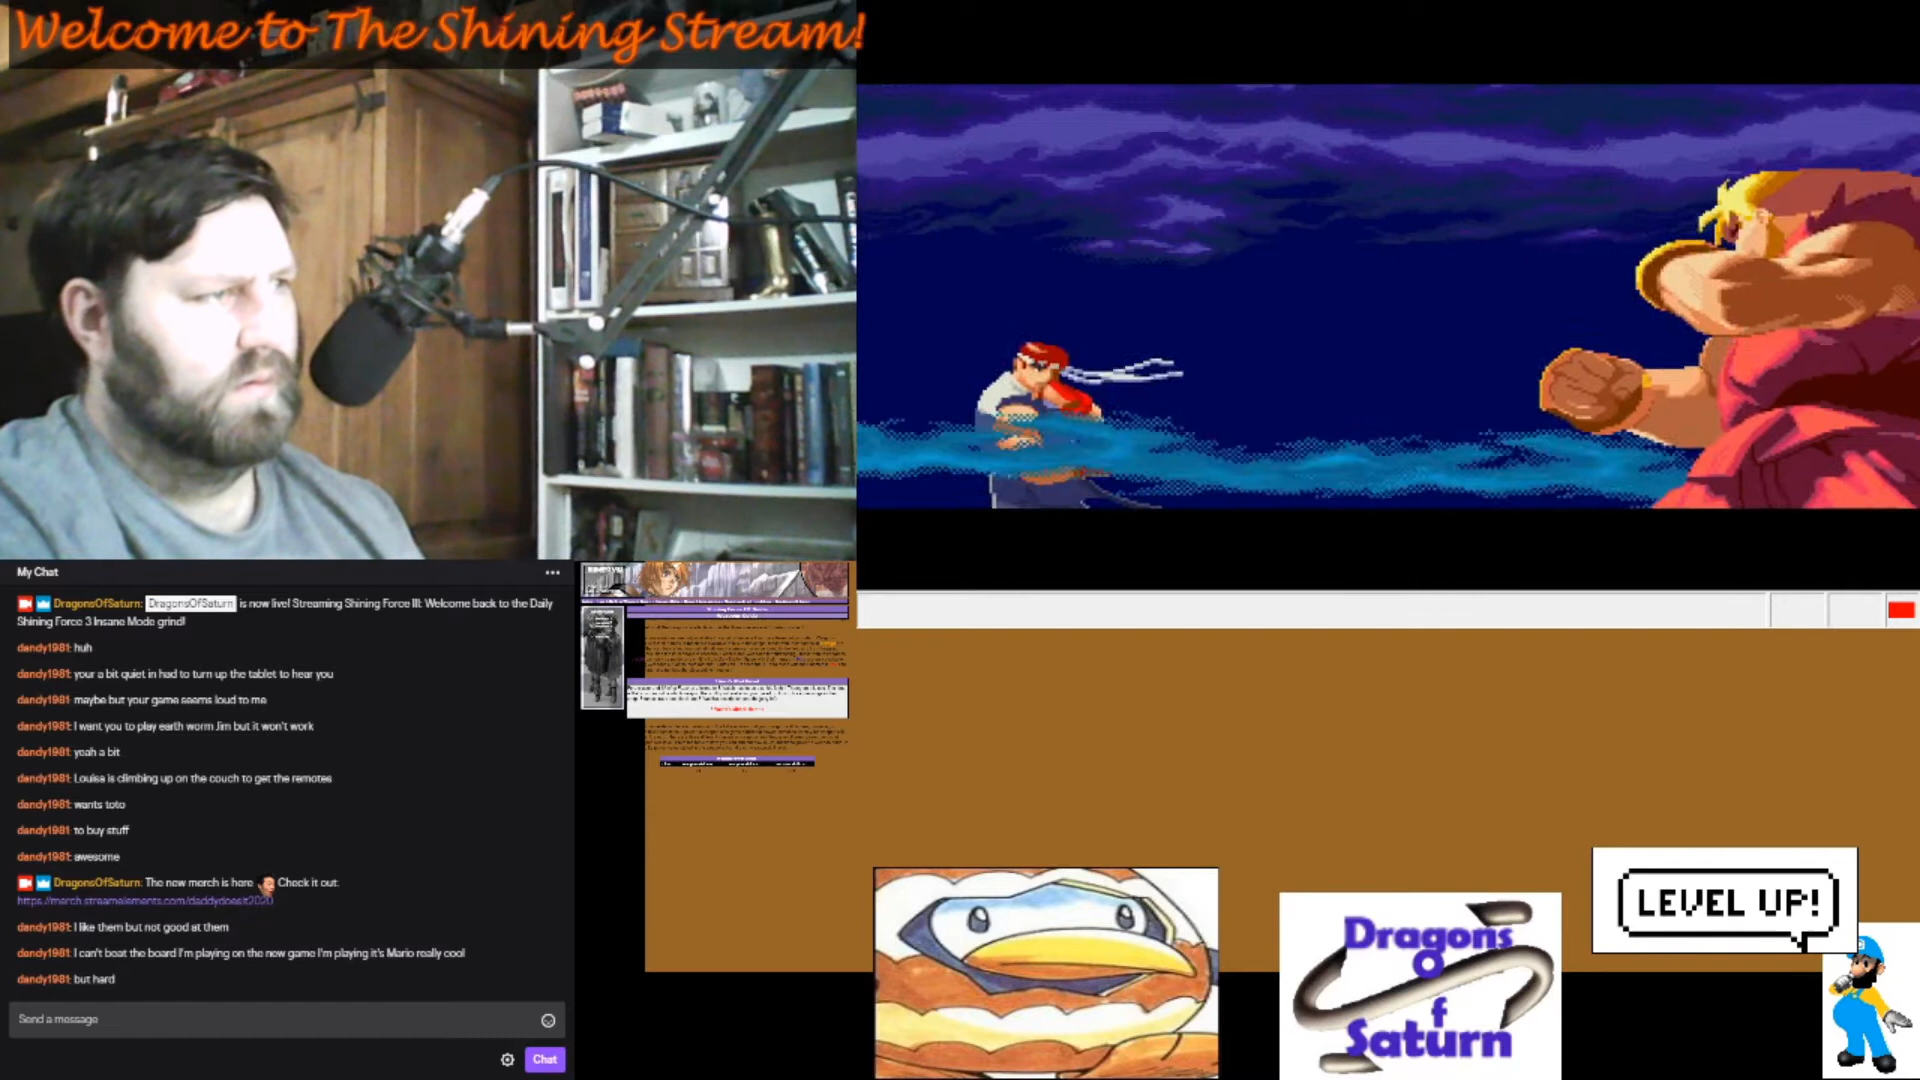 Welcome to The Shining Stream!
My Chat
DragonsOfSaturn: DragonsOfSaturn is now live! Streaming Shining Force III: Welcome back to the Daily
Shining Force 3 Insane Mode grind!
dandy1981: huh
dandy1981: your a bit quiet in had to turn up the tablet to hear you
dandy1981: maybe but your game seems loud to me
dandy1981: I want you to play earth worm Jim but it won't work
dandy1981: yeah a bit
dandy1981: Louisa is climbing up on the couch to get the remotes
dandy1981: wants toto
dandy1981: to buy stuff
dandy1981: awesome
DragonsOfSaturn: The new merch is here Check it out:
https://merch.streamelements.com/daddydoesit2020
dandy1981: I like them but not good at them
dandy1981: I can't beat the board I'm playing on the new game I'm playing it's Mario really cool
dandy1981: but hard
Send a message
Chat
Dragons
O
f
Saturn
LEVEL UP!